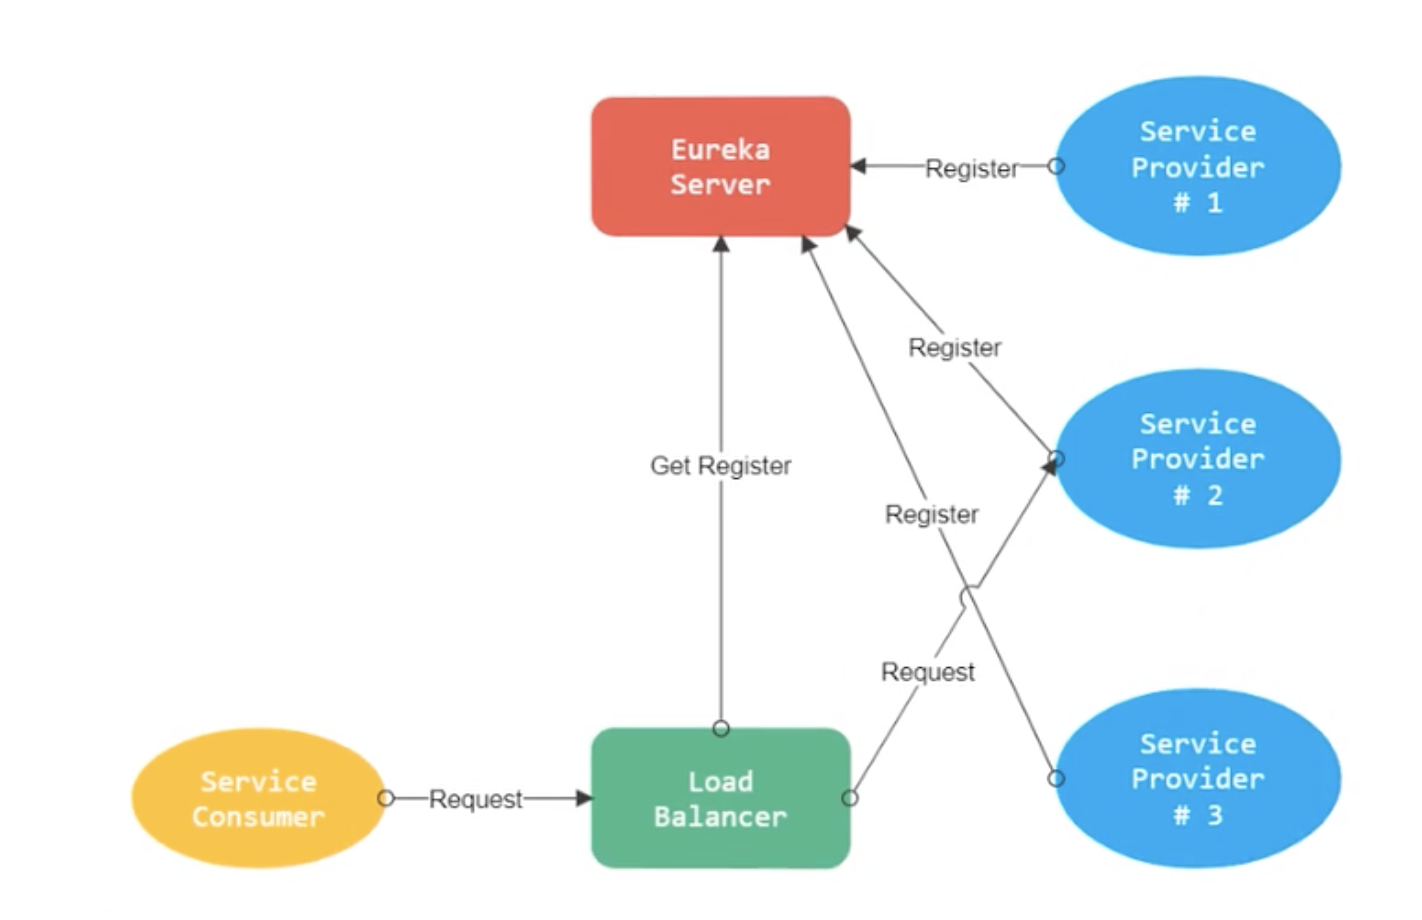 Eureka
Server
Register
Service
Provider
# 1
Register
Service
Provider
# 2
Get Register
Register
Request
Service
Consumer
Request
Load
Balancer
Service
Provider
# 3